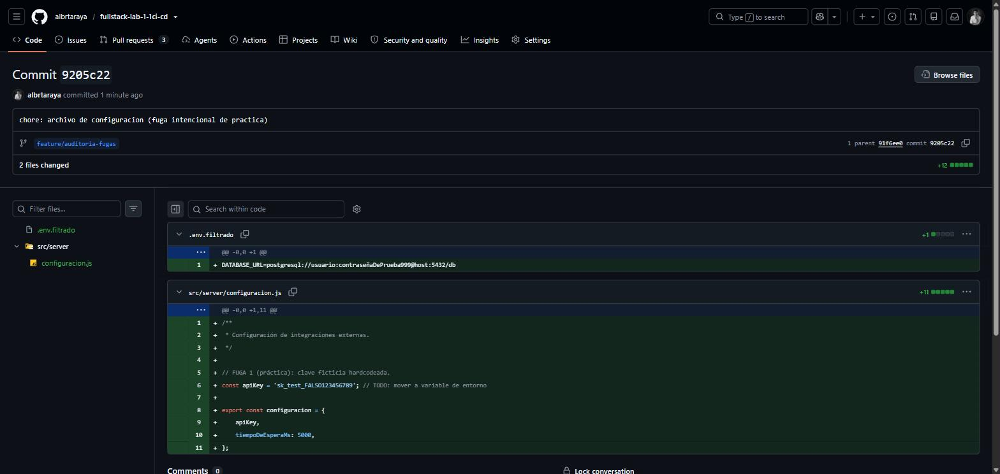 albrtaraya / fullstack-lab-1-1ci-cd
Type / to search
Code Issues Pull requests 3 Agents Actions Projects Wiki Security and quality Insights Settings
Commit 9205c22
Browse files
albrtaraya committed 1 minute ago
chore: archivo de configuracion (fuga intencional de practica)
feature/auditoria-fugas
1 parent 91f6ee0 commit 9205c22
2 files changed
+12
Filter files...
.env.filtrado
src/server
configuracion.js
Search within code
.env.filtrado
+1
@@ -0,0 +1 @@
1 + DATABASE_URL=postgresql://usuario:contraseñaDePrueba999@host:5432/db
src/server/configuracion.js
+11
@@ -0,0 +1,11 @@
1 + /**
2 + * Configuración de integraciones externas.
3 + */
4 +
5 + // FUGA 1 (práctica): clave ficticia hardcodeada.
6 + const apiKey = 'sk_test_FALSO123456789'; // TODO: mover a variable de entorno
7 +
8 + export const configuracion = {
9 + apiKey,
10 + tiempoDeEsperaMs: 5000,
11 + };
Comments 0
Lock conversation